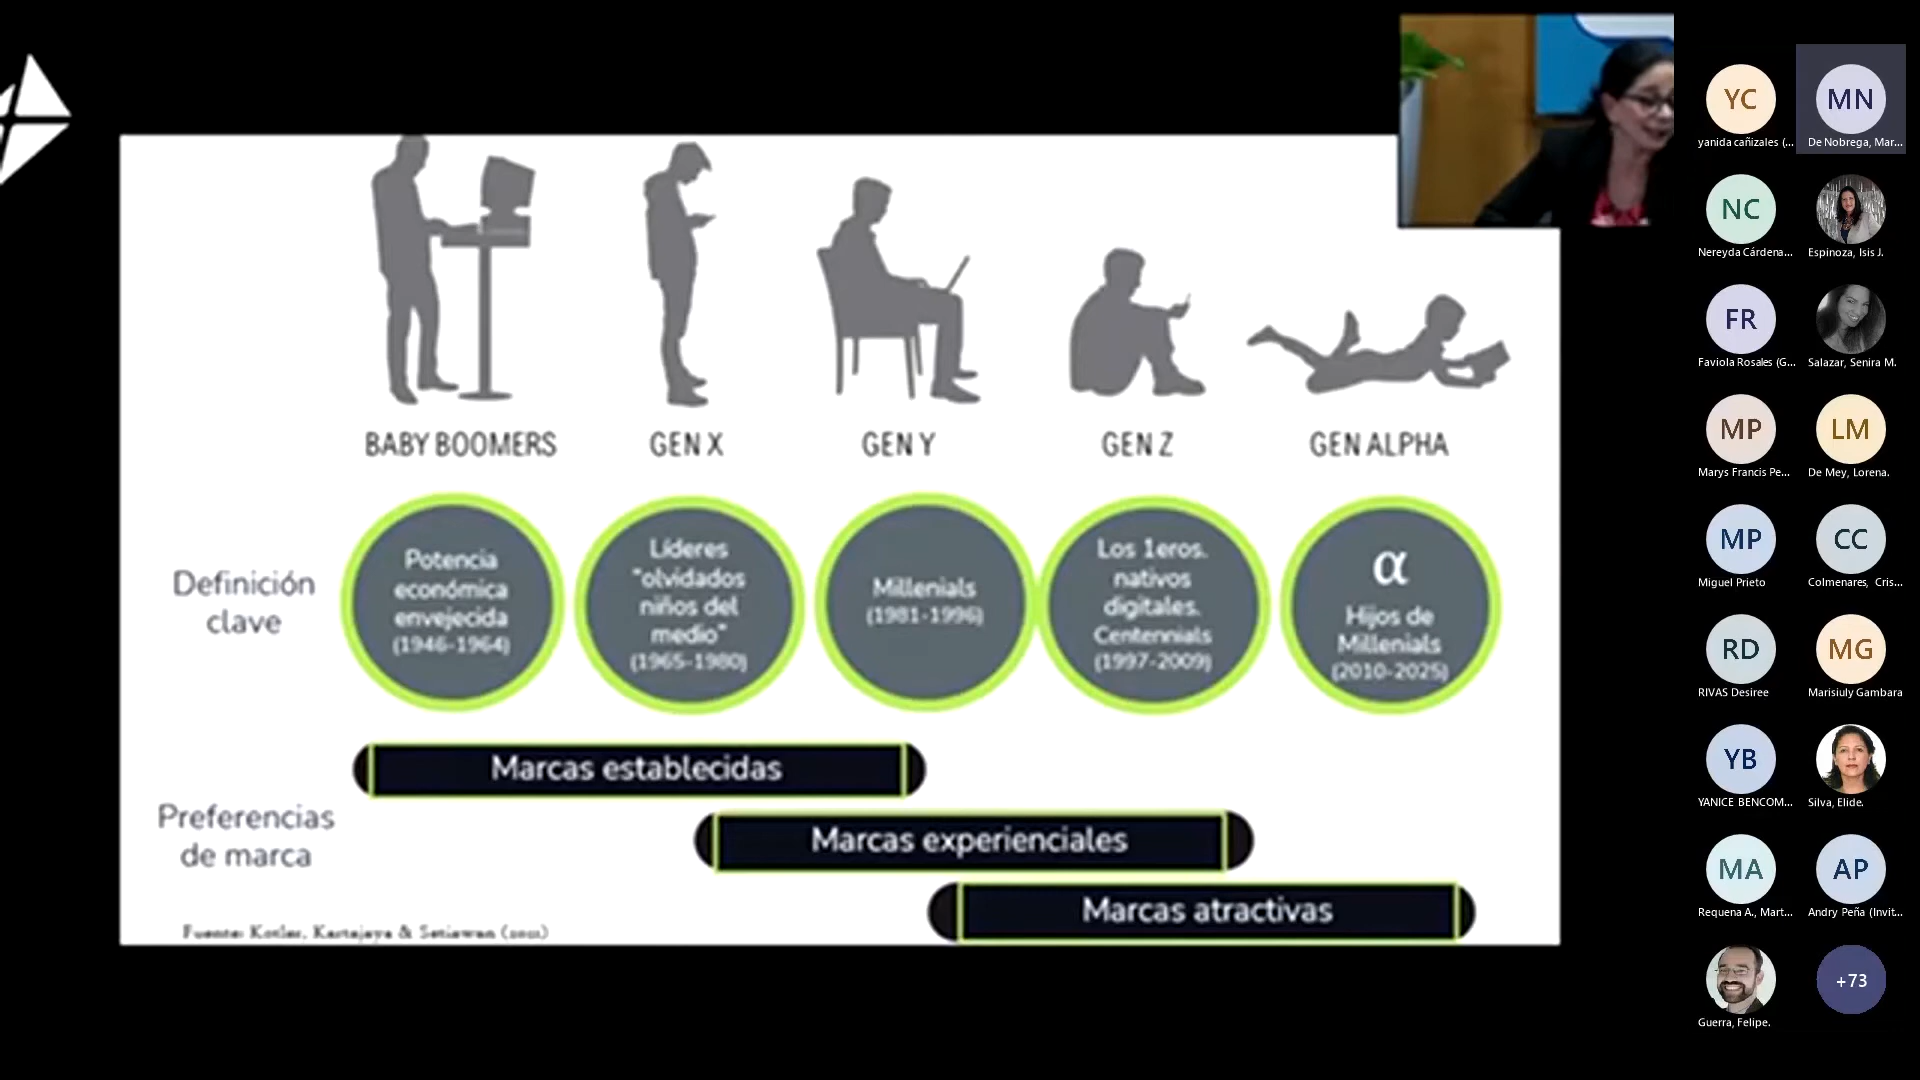 BABY BOOMERS
GEN X
GEN Y
GEN Z
GEN ALPHA
Definición
clave
Potencia
económica
envejecida
(1946-1964)
Líderes
"olvidados
niños del
medio"
(1965-1980)
Millenials
(1981-1996)
Los 1eros.
nativos
digitales.
Centennials
(1997-2009)
α
Hijos de
Millenials
(2010-2025)
Preferencias
de marca
Marcas establecidas
Marcas experienciales
Marcas atractivas
Fuente: Kotler, Kartajaya & Setiawan (2021)
YC
yanida cañizales (...
MN
De Nobrega, Mar...
NC
Nereyda Cárdena...
Espinoza, Isis J.
FR
Faviola Rosales (G...
Salazar, Senira M.
MP
Marys Francis Pe...
LM
De Mey, Lorena.
MP
Miguel Prieto
CC
Colmenares, Cris...
RD
RIVAS Desiree
MG
Marisiuly Gambara
YB
YANICE BENCOM...
Silva, Elide.
MA
Requena A., Mart...
AP
Andry Peña (Invit...
Guerra, Felipe.
+73